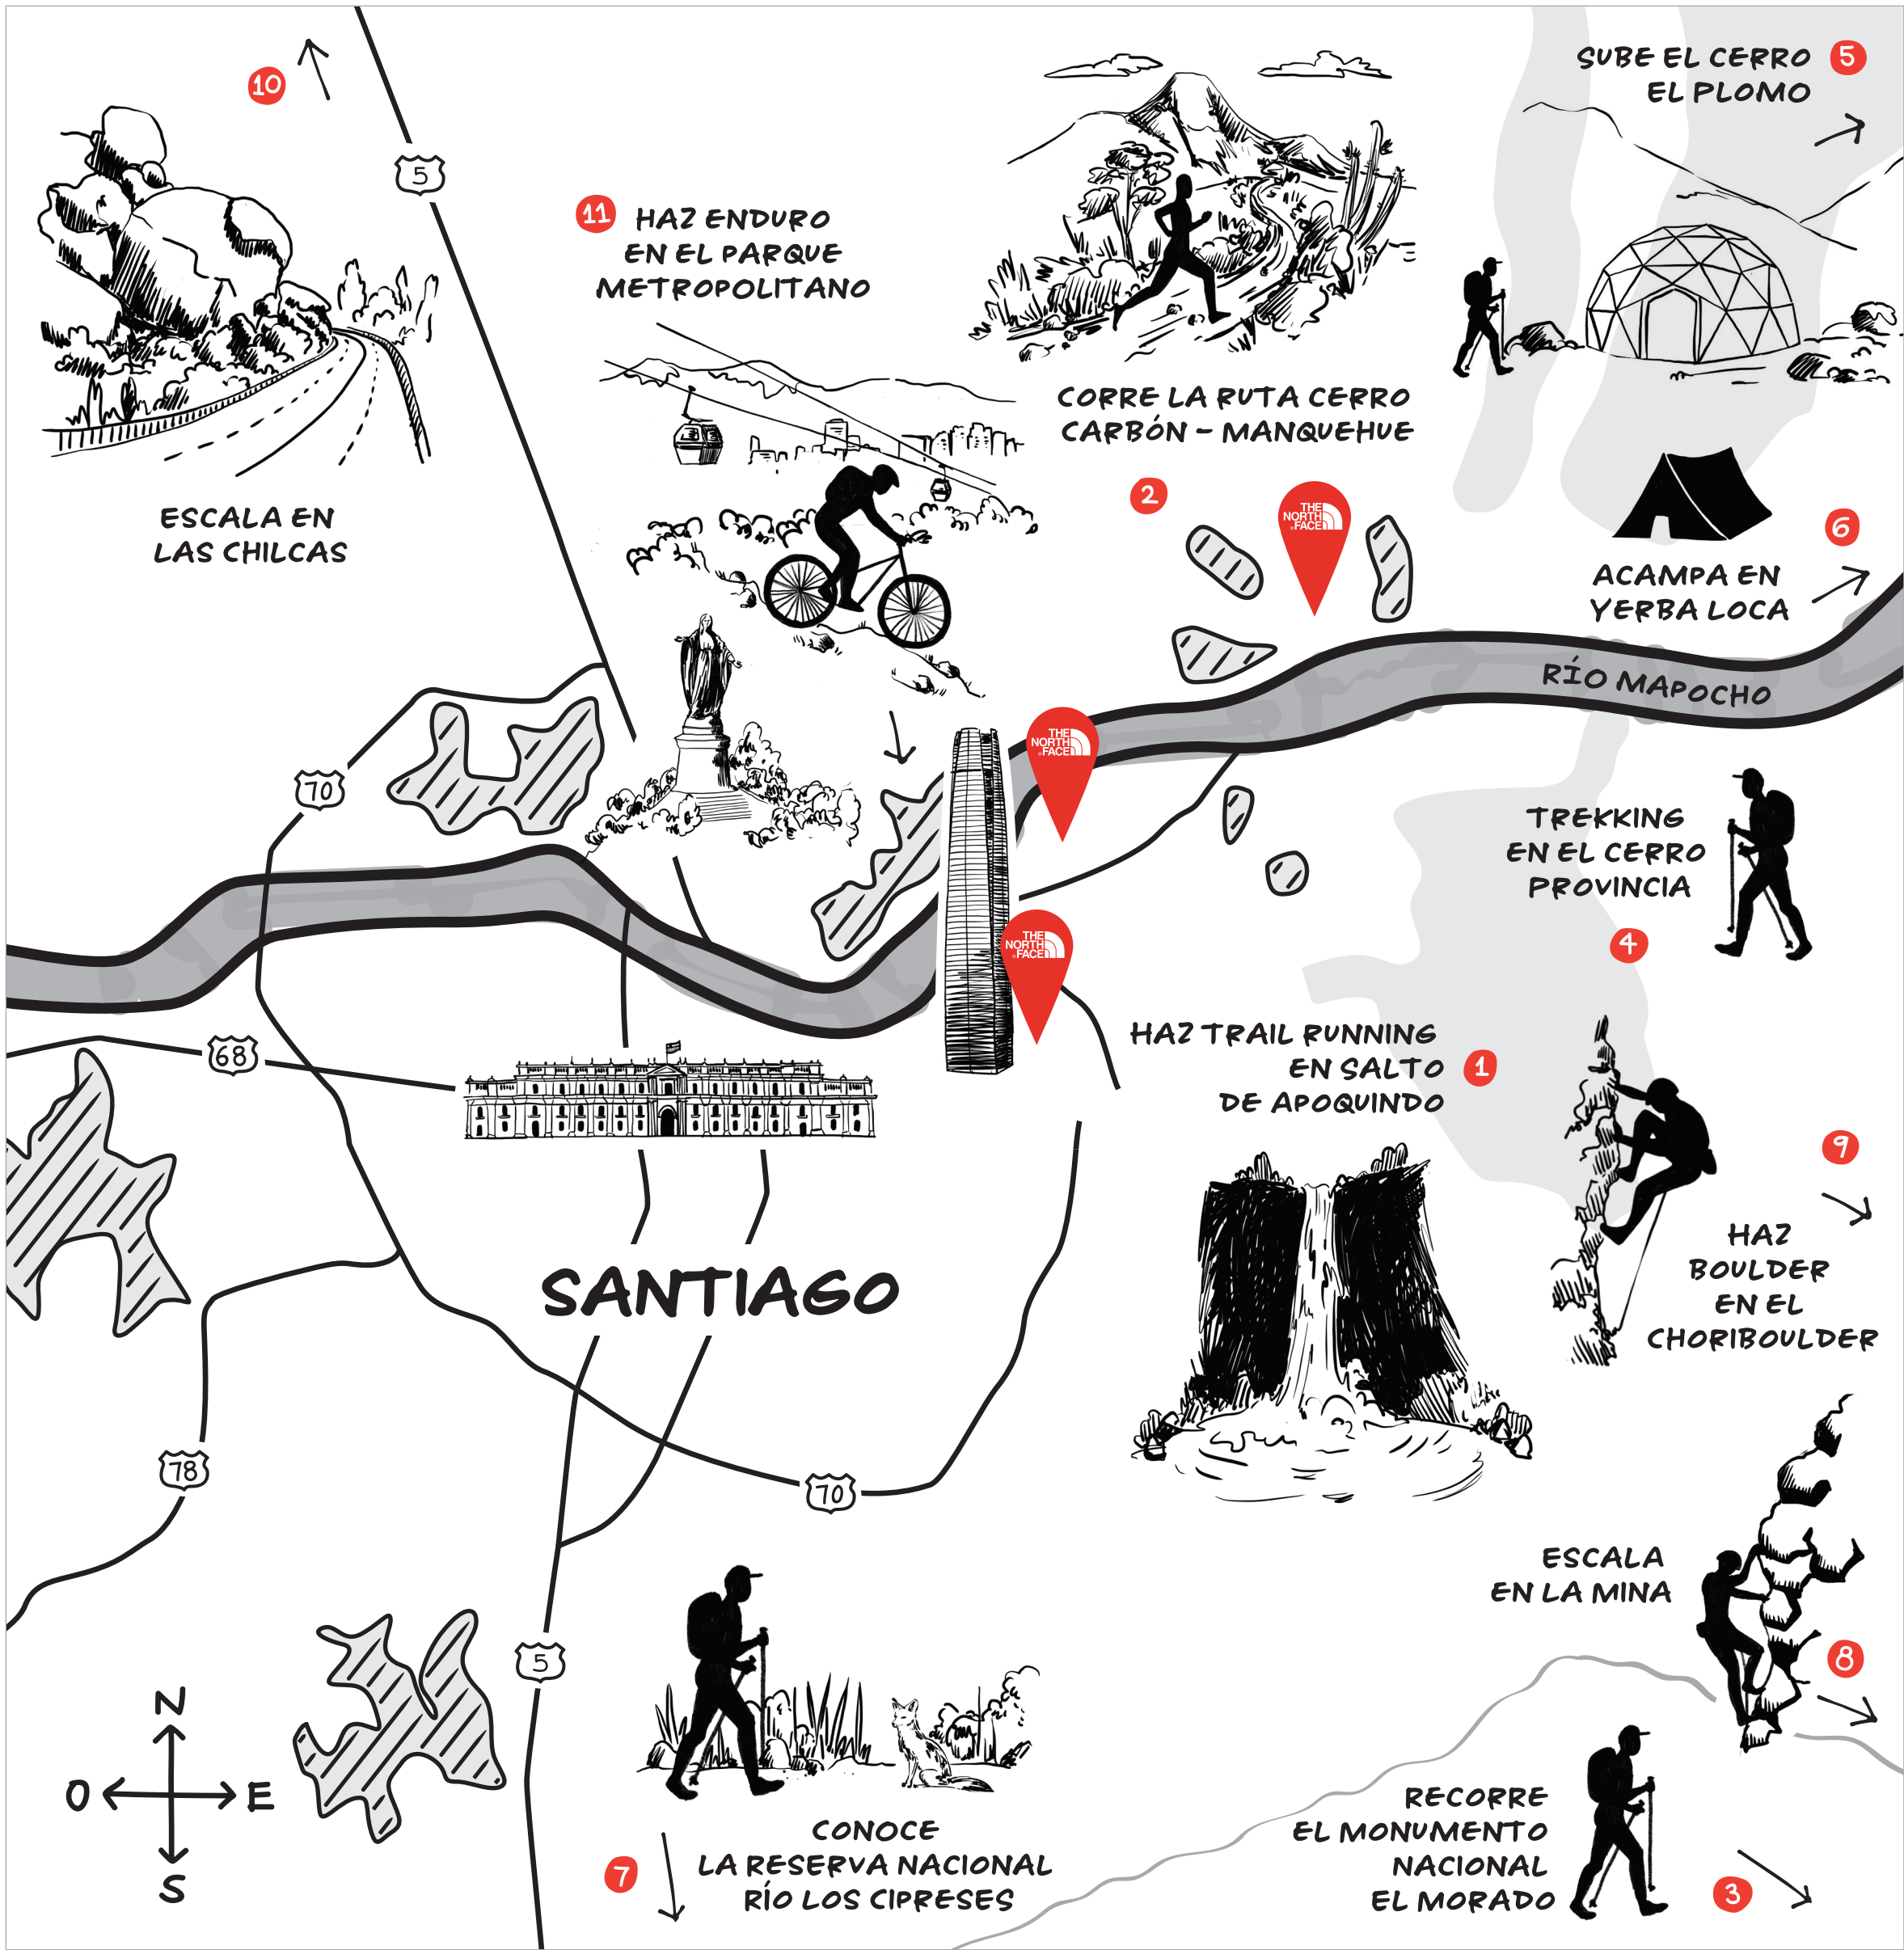 10
5
SUBE EL CERRO 5
EL PLOMO
11 HAZ ENDURO
EN EL PARQUE
METROPOLITANO
CORRE LA RUTA CERRO
CARBÓN - MANQUEHUE
2
THE
NORTH
FACE
ESCALA EN
LAS CHILCAS
6
ACAMPA EN
YERBA LOCA
RÍO MAPOCHO
THE
NORTH
FACE
70
TREKKING
EN EL CERRO
PROVINCIA
4
THE
NORTH
FACE
68
HAZ TRAIL RUNNING
EN SALTO 1
DE APOQUINDO
9
HAZ
BOULDER
EN EL
CHORIBOULDER
SANTIAGO
78
70
ESCALA
EN LA MINA
8
5
N
O E
S
CONOCE
7 LA RESERVA NACIONAL
RÍO LOS CIPRESES
RECORRE
EL MONUMENTO
NACIONAL
EL MORADO 3